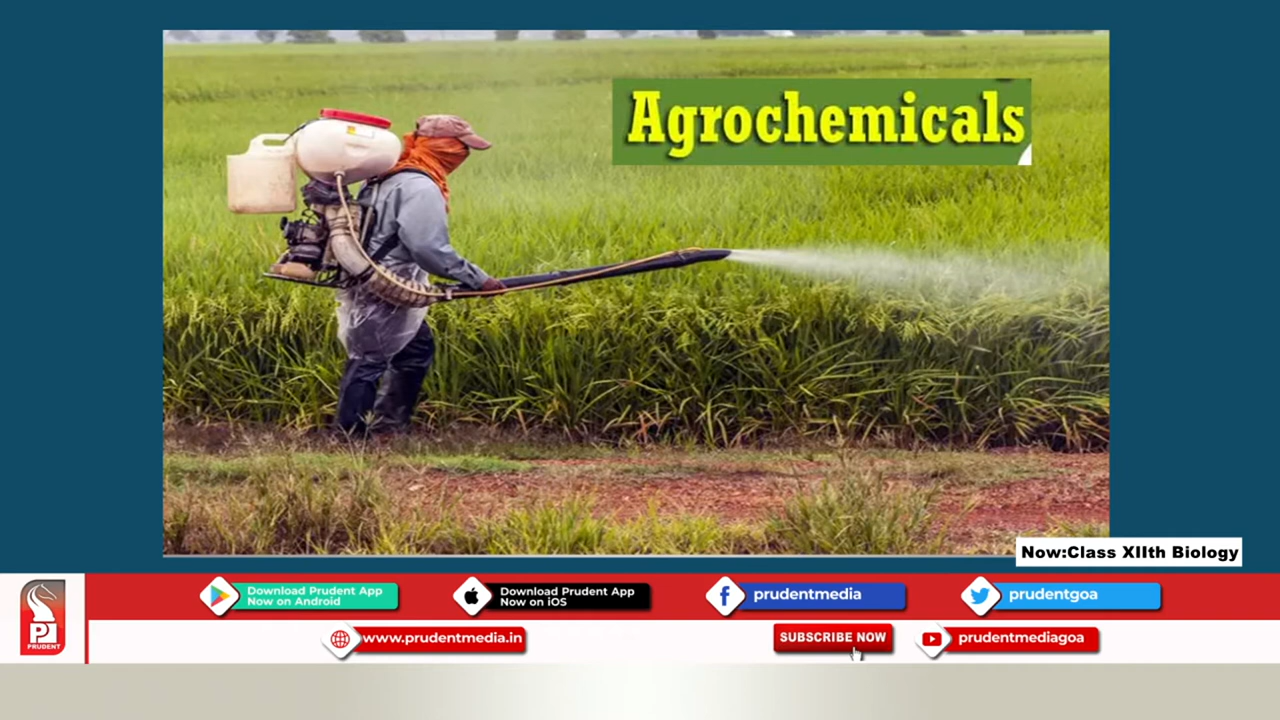 Agrochemicals
Now:Class XIIth Biology
Download Prudent App
Now on Android
Download Prudent App
Now on iOS
prudentmedia
prudentgoa
PRUDENT
www.prudentmedia.in
SUBSCRIBE NOW
prudentmediagoa